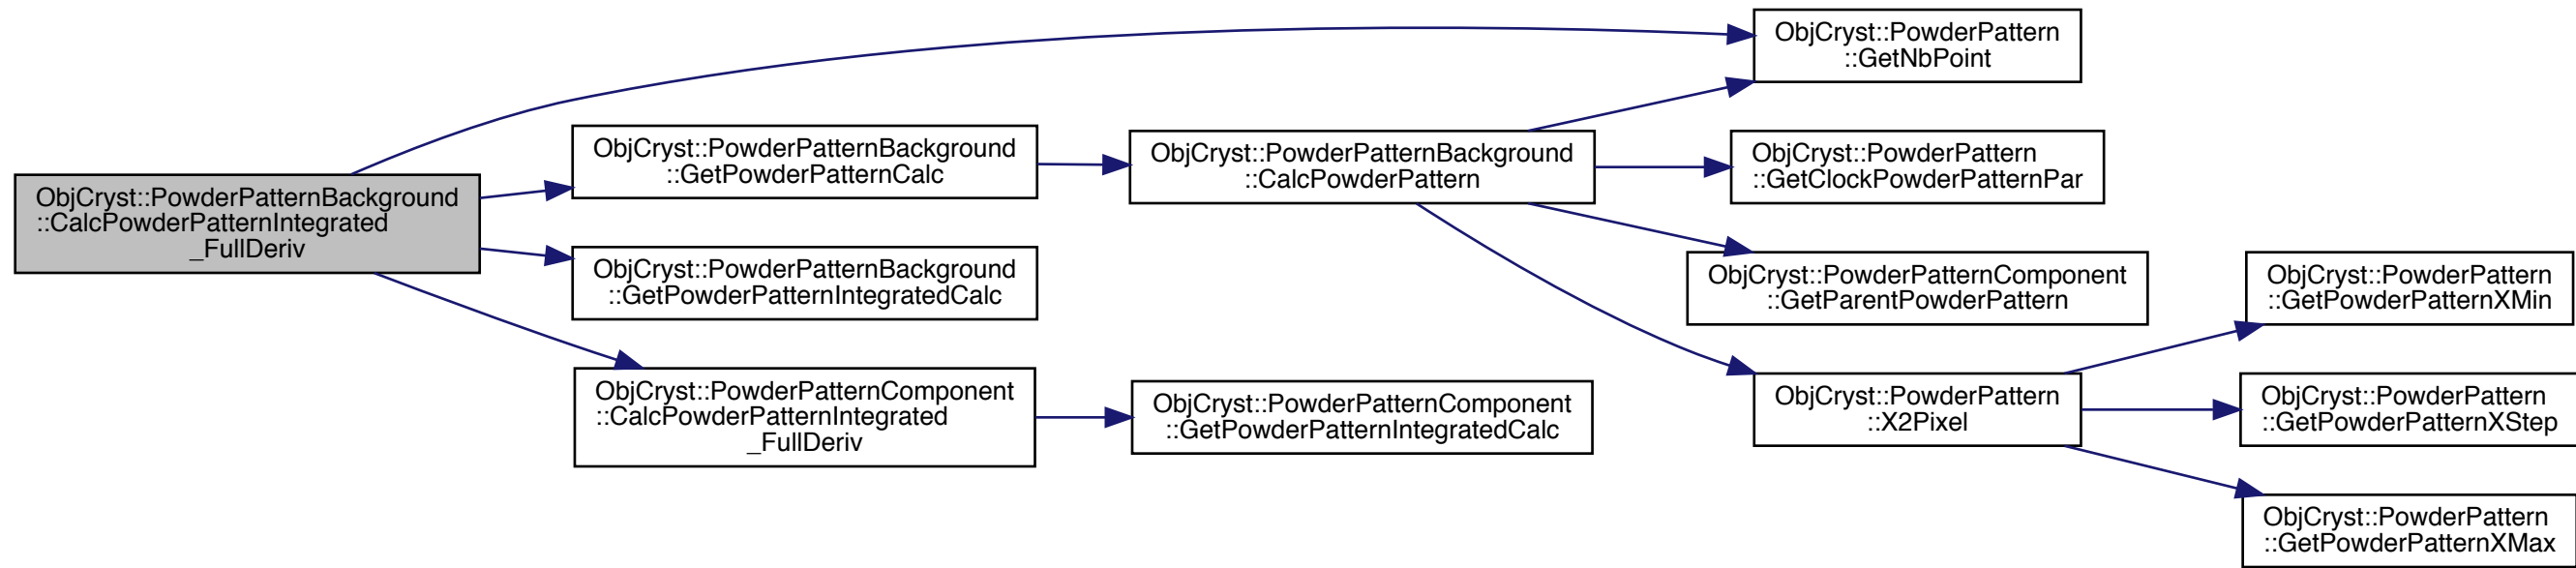 ObjCryst::PowderPatternBackground
::CalcPowderPatternIntegrated
_FullDeriv
ObjCryst::PowderPattern
::GetNbPoint
ObjCryst::PowderPatternBackground
::GetPowderPatternCalc
ObjCryst::PowderPatternBackground
::CalcPowderPattern
ObjCryst::PowderPattern
::GetClockPowderPatternPar
ObjCryst::PowderPatternBackground
::GetPowderPatternIntegratedCalc
ObjCryst::PowderPatternComponent
::GetParentPowderPattern
ObjCryst::PowderPattern
::GetPowderPatternXMin
ObjCryst::PowderPatternComponent
::CalcPowderPatternIntegrated
_FullDeriv
ObjCryst::PowderPatternComponent
::GetPowderPatternIntegratedCalc
ObjCryst::PowderPattern
::X2Pixel
ObjCryst::PowderPattern
::GetPowderPatternXStep
ObjCryst::PowderPattern
::GetPowderPatternXMax